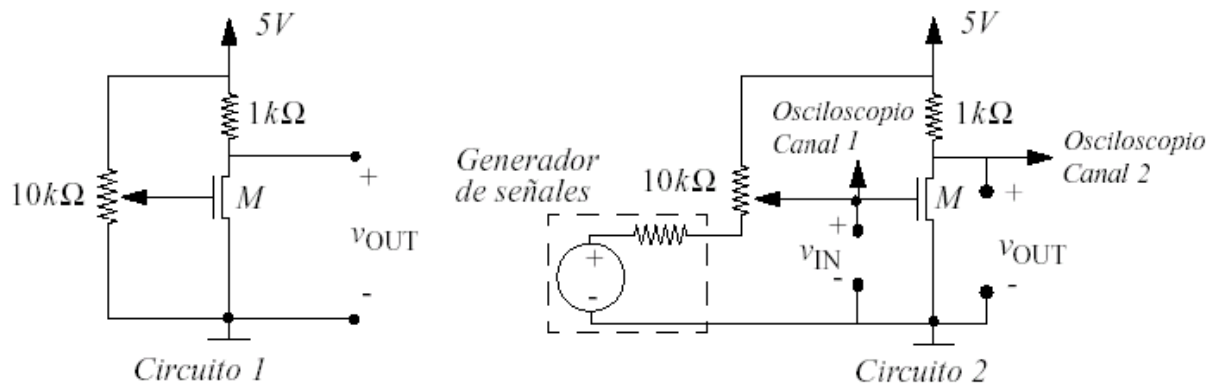 5V
1kΩ
10kΩ
M
+
vOUT
-
Circuito 1
5V
1kΩ
Osciloscopio
Canal 1
Osciloscopio
Canal 2
Generador
de señales
10kΩ
M
+
vIN
-
+
vOUT
-
+
-
Circuito 2